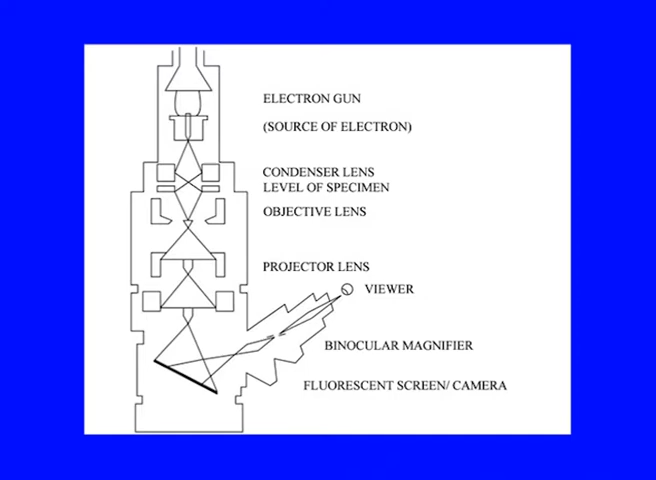 ELECTRON GUN
(SOURCE OF ELECTRON)
CONDENSER LENS
LEVEL OF SPECIMEN
OBJECTIVE LENS
PROJECTOR LENS
VIEWER
BINOCULAR MAGNIFIER
FLUORESCENT SCREEN/ CAMERA